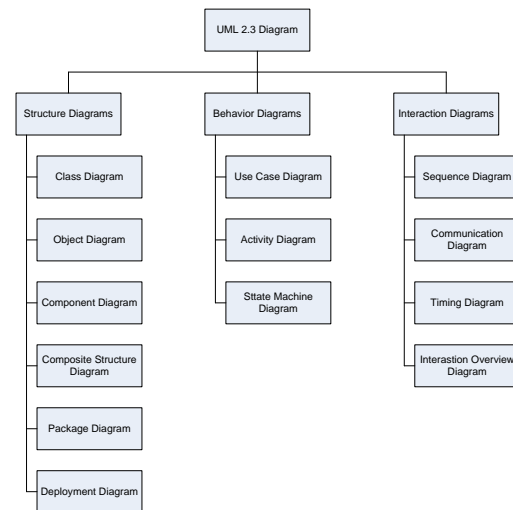 UML 2.3 Diagram
Structure Diagrams
Behavior Diagrams
Interaction Diagrams
Class Diagram
Use Case Diagram
Sequence Diagram
Object Diagram
Activity Diagram
Communication
Diagram
Component Diagram
Sttate Machine
Diagram
Timing Diagram
Composite Structure
Diagram
Interastion Overview
Diagram
Package Diagram
Deployment Diagram